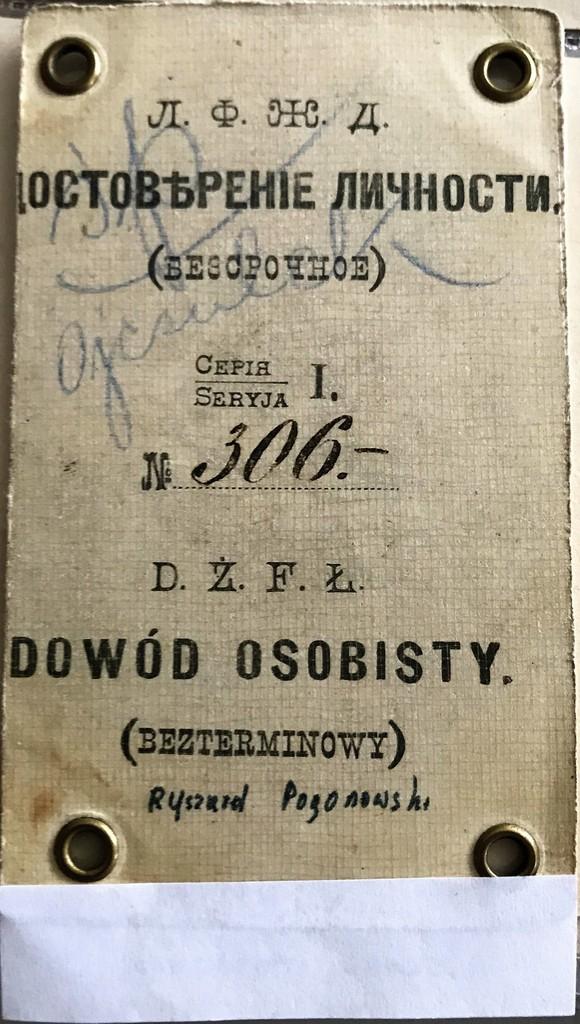 Л. Ф. Ж. Д.
ДОСТОВѢРЕНІЕ ЛИЧНОСТИ.
(БЕЗСРОЧНОЕ)
СЕРІЯ
SERYJA I.
№ 306.-
D. Ż. F. Ł.
DOWÓD OSOBISTY.
(BEZTERMINOWY)
Ryszard Pogonowski